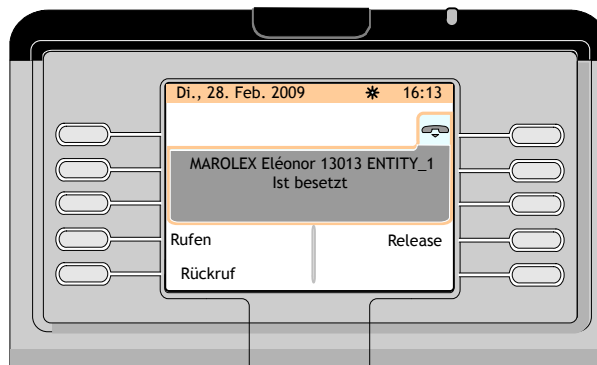 Di., 28. Feb. 2009 16:13
MAROLEX Eléonor 13013 ENTITY_1
Ist besetzt
Rufen Release
Rückruf